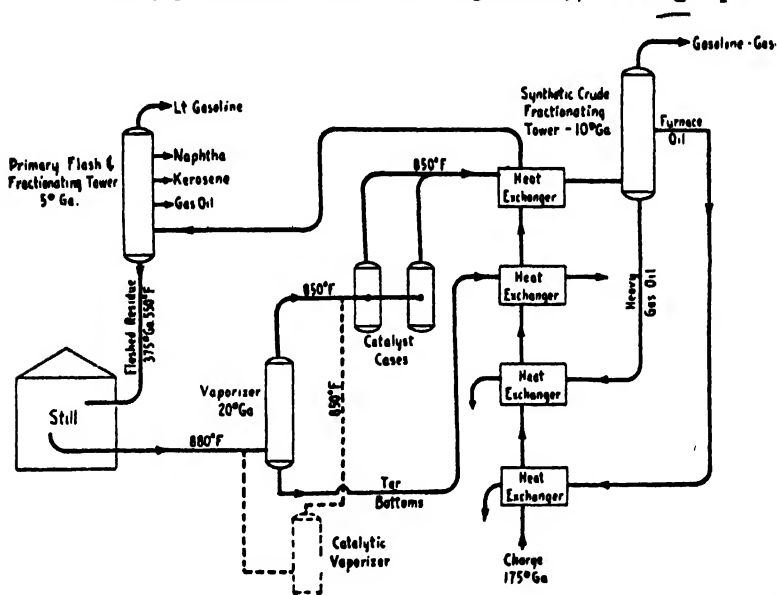 Gasoline-Gas.
Lt Gasoline
Synthetic Crude
Fractionating
Tower - 10°Ga
Furnace
Oil
Primary Flash &
Fractionating Tower
5° Ga.
Naphtha
Kerosene
Gas Oil
850°F
Heat
Exchanger
Flashed Residue
375°Ga 550°F
850°F
Catalyst
Cases
Heat
Exchanger
Heavy
Gas Oil
Still
880°F
Vaporizer
20°Ga
850°F
Heat
Exchanger
Tar
Bottoms
Heat
Exchanger
Catalytic
Vaporizer
Charge
175°Ga